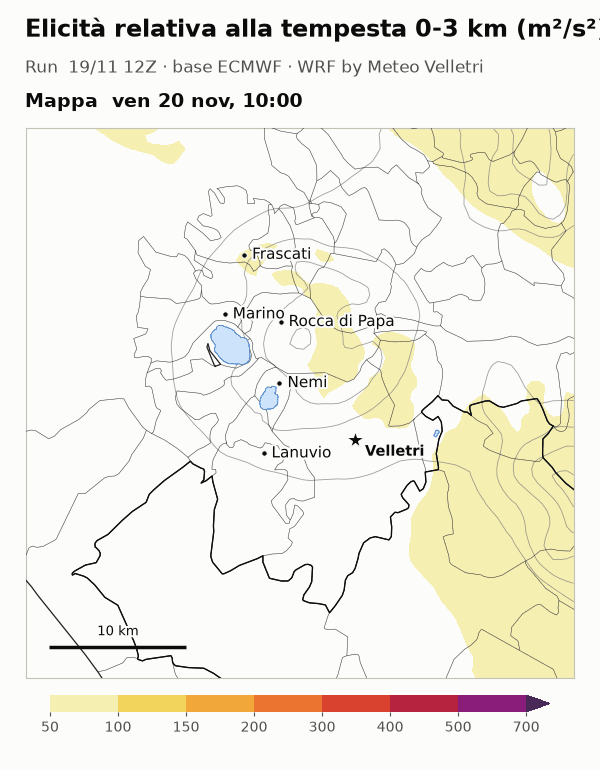 Elicità relativa alla tempesta 0-3 km (m²/s²)
Run  19/11 12Z · base ECMWF · WRF by Meteo Velletri
Mappa  ven 20 nov, 10:00
Frascati
Marino
Rocca di Papa
Nemi
Velletri
Lanuvio
10 km
50 100 150 200 300 400 500 700